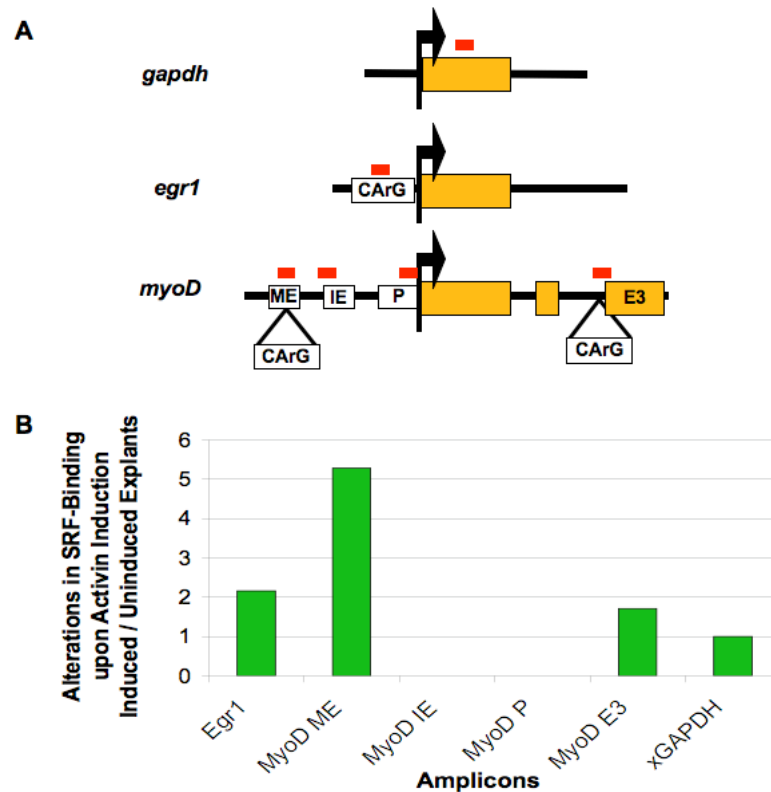 A
gapdh
egr1
CArG
myoD
ME
IE
P
E3
CArG
CArG
B
Alterations in SRF-Binding
upon Activin Induction
Induced / Uninduced Explants
6
5
4
3
2
1
0
Egr1
MyoD ME
MyoD IE
MyoD P
MyoD E3
xGAPDH
Amplicons